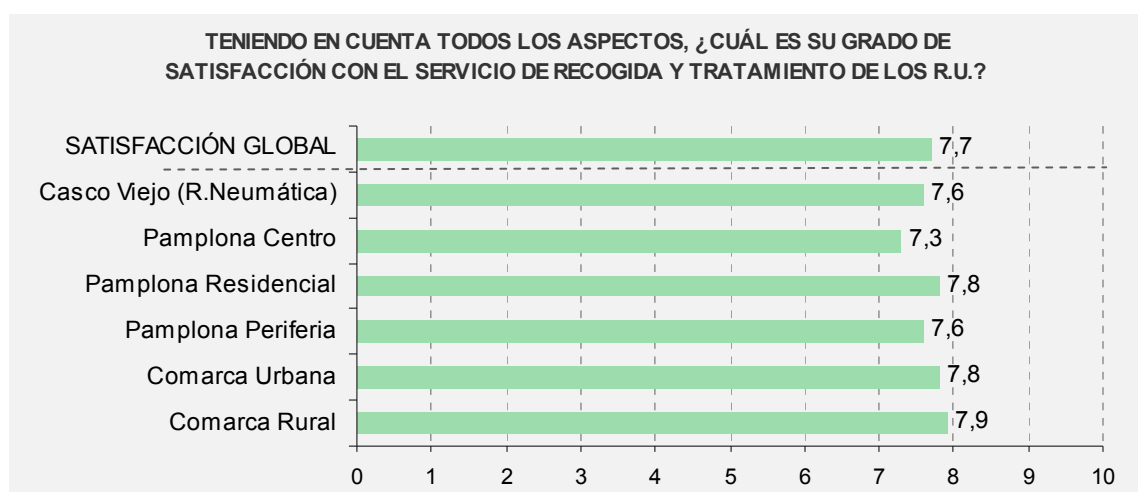 TENIENDO EN CUENTA TODOS LOS ASPECTOS, ¿CUÁL ES SU GRADO DE
SATISFACCIÓN CON EL SERVICIO DE RECOGIDA Y TRATAMIENTO DE LOS R.U.?
SATISFACCIÓN GLOBAL 7,7
Casco Viejo (R.Neumática) 7,6
Pamplona Centro 7,3
Pamplona Residencial 7,8
Pamplona Periferia 7,6
Comarca Urbana 7,8
Comarca Rural 7,9
0 1 2 3 4 5 6 7 8 9 10